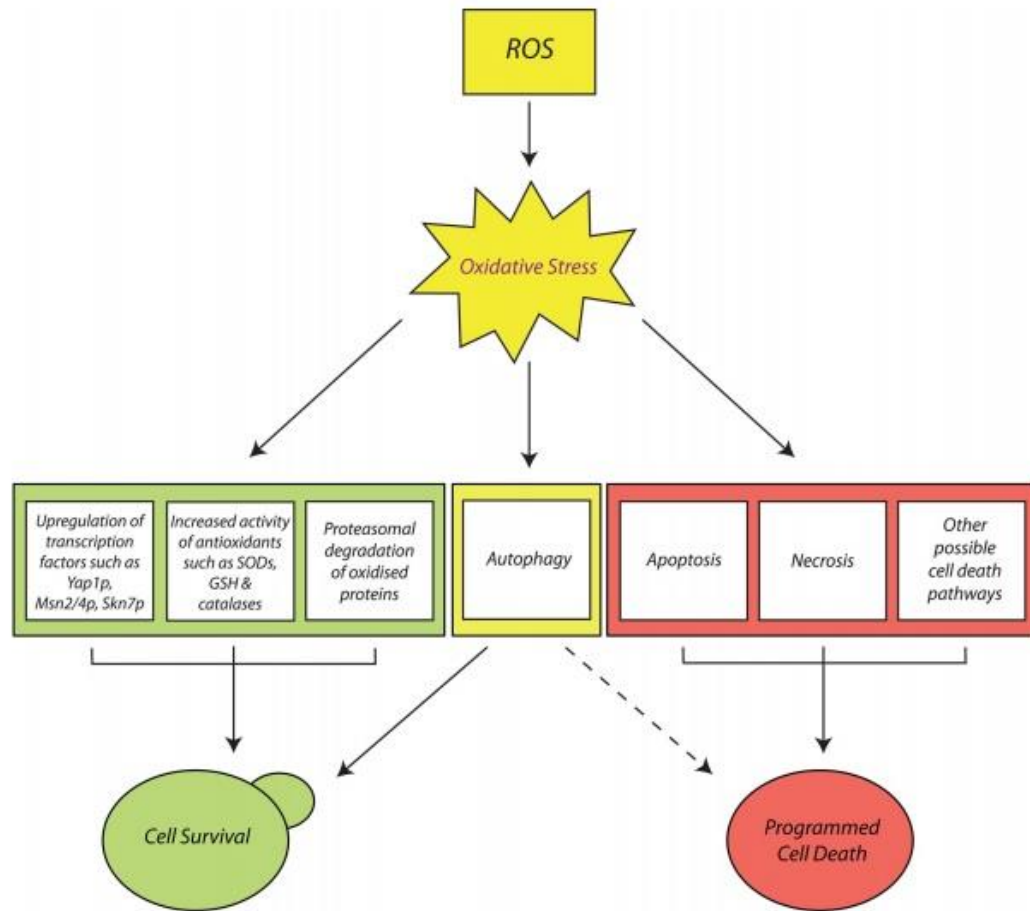 ROS
Oxidative Stress
Upregulation of
transcription
factors such as
Yap1p,
Msn2/4p, Skn7p
Increased activity
of antioxidants
such as SODs,
GSH &
catalases
Proteasomal
degradation
of oxidised
proteins
Autophagy
Apoptosis
Necrosis
Other
possible
cell death
pathways
Cell Survival
Programmed
Cell Death